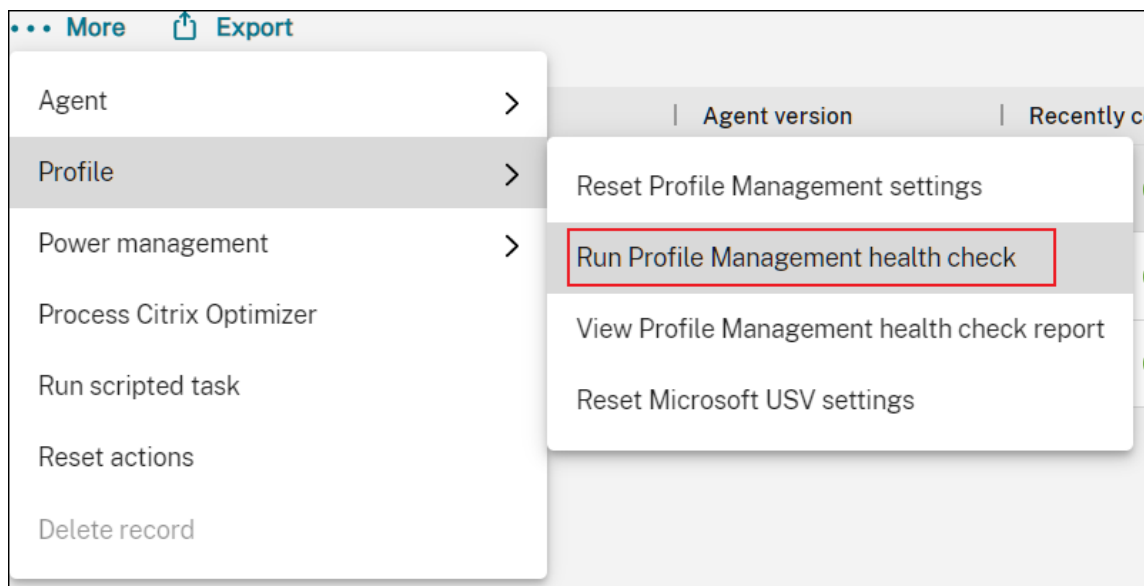 ••• More Export
Agent
Agent version | Recently c
Profile
Reset Profile Management settings
Power management
Run Profile Management health check
Process Citrix Optimizer
View Profile Management health check report
Run scripted task
Reset Microsoft USV settings
Reset actions
Delete record